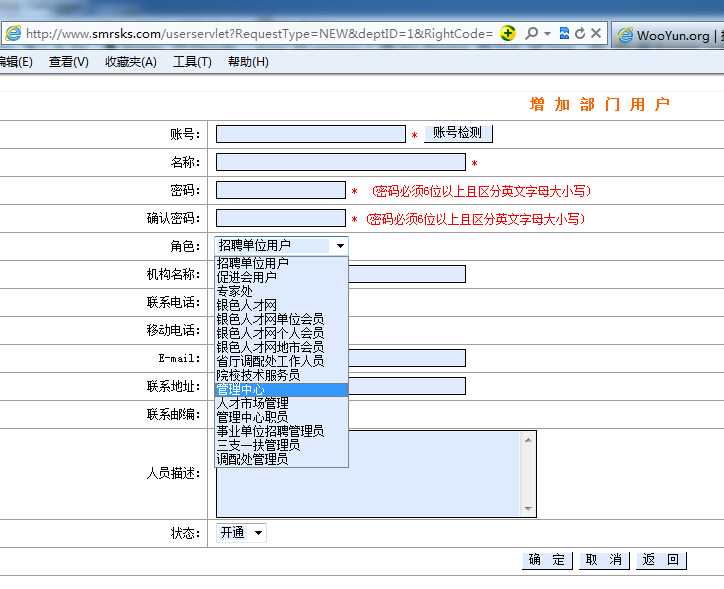 http://www.smrsks.com/userservlet?RequestType=NEW&deptID=1&RightCode=
WooYun.org |
编辑(E) 查看(V) 收藏夹(A) 工具(T) 帮助(H)
增 加 部 门 用 户
账号： * 账号检测
名称： *
密码： * （密码必须6位以上且区分英文字母大小写）
确认密码： * （密码必须6位以上且区分英文字母大小写）
角色： 招聘单位用户
招聘单位用户
促进会用户
专家处
银色人才网
银色人才网单位会员
银色人才网个人会员
银色人才网地市会员
省厅调配处工作人员
院校技术服务员
管理中心
人才市场管理
管理中心职员
事业单位招聘管理员
三支一扶管理员
调配处管理员
机构名称：
联系电话：
移动电话：
E-mail：
联系地址：
联系邮编：
人员描述：
状态： 开通
确 定 取 消 返 回